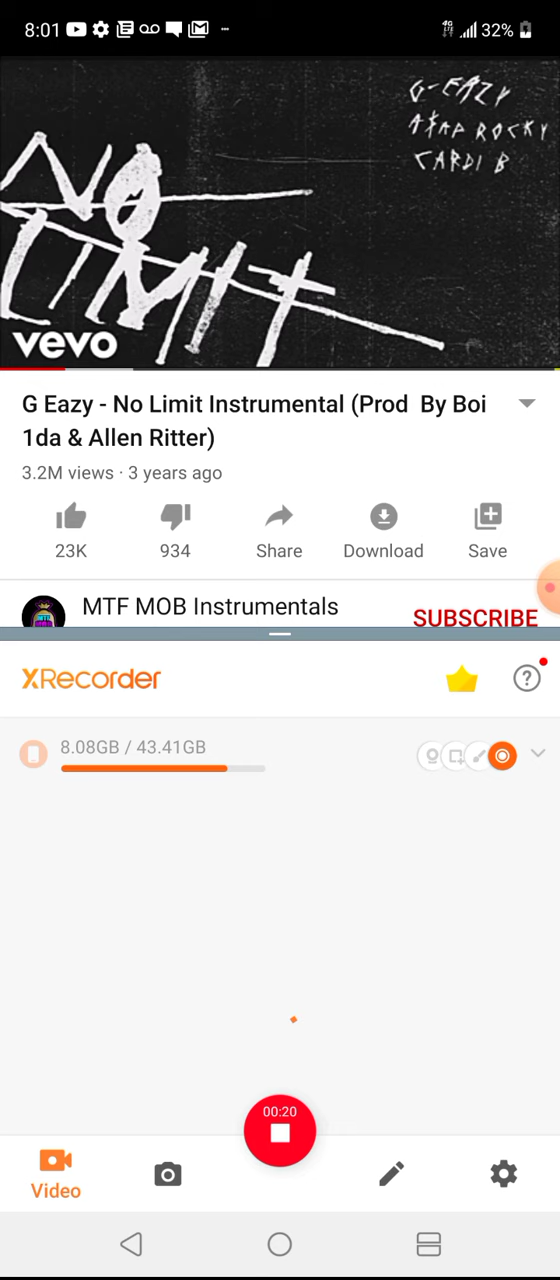 8:01
4G
LTE
32%
G-EAZY
A$AP ROCKY
CARDI B
NO
LIMIT
vevo
G Eazy - No Limit Instrumental (Prod By Boi
1da & Allen Ritter)
3.2M views · 3 years ago
23K
934
Share
Download
Save
MTF MOB Instrumentals
SUBSCRIBE
XRecorder
8.08GB / 43.41GB
00:20
Video